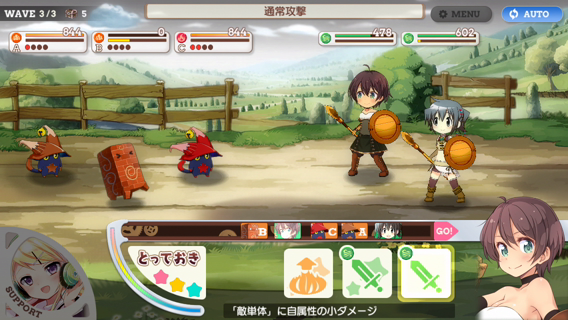 WAVE 3/3 5
通常攻撃
MENU
AUTO
844
A
0
B
844
C
478
602
B C A GO!
とっておき
SUPPORT
「敵単体」に自属性の小ダメージ